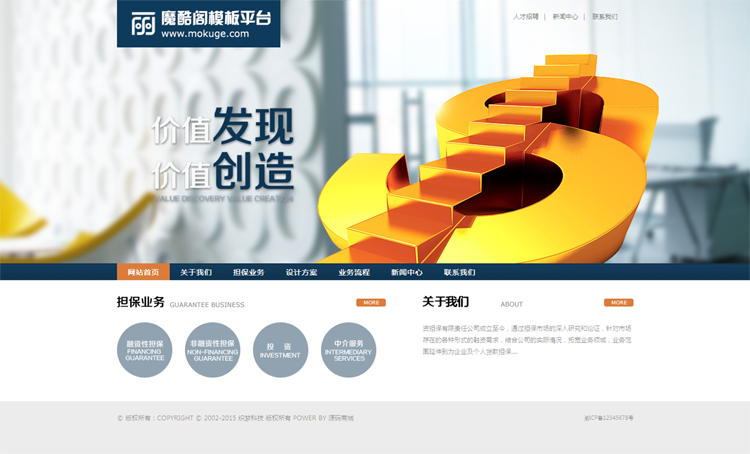 魔酷阁模板平台
www.mokuge.com
人才招聘 | 新闻中心 | 联系我们
价值发现
价值创造
VALUE DISCOVERY VALUE CREATION
网站首页 关于我们 担保业务 设计方案 业务流程 新闻中心 联系我们
担保业务 GUARANTEE BUSINESS MORE
融资性担保
FINANCING
GUARANTEE
非融资性担保
NON-FINANCING
GUARANTEE
投 资
INVESTMENT
中介服务
INTERMEDIARY
SERVICES
关于我们 ABOUT MORE
资担保有限责任公司成立至今，通过担保市场的深入研究和论证，针对市场
存在的各种形式的融资需求，结合公司的实际情况，拓宽业务领域，业务范
围延伸到为企业及个人贷款担保...
© 版权所有：COPYRIGHT © 2002-2015 织梦科技 版权所有 POWER BY 源码商城
湘ICP备12345678号